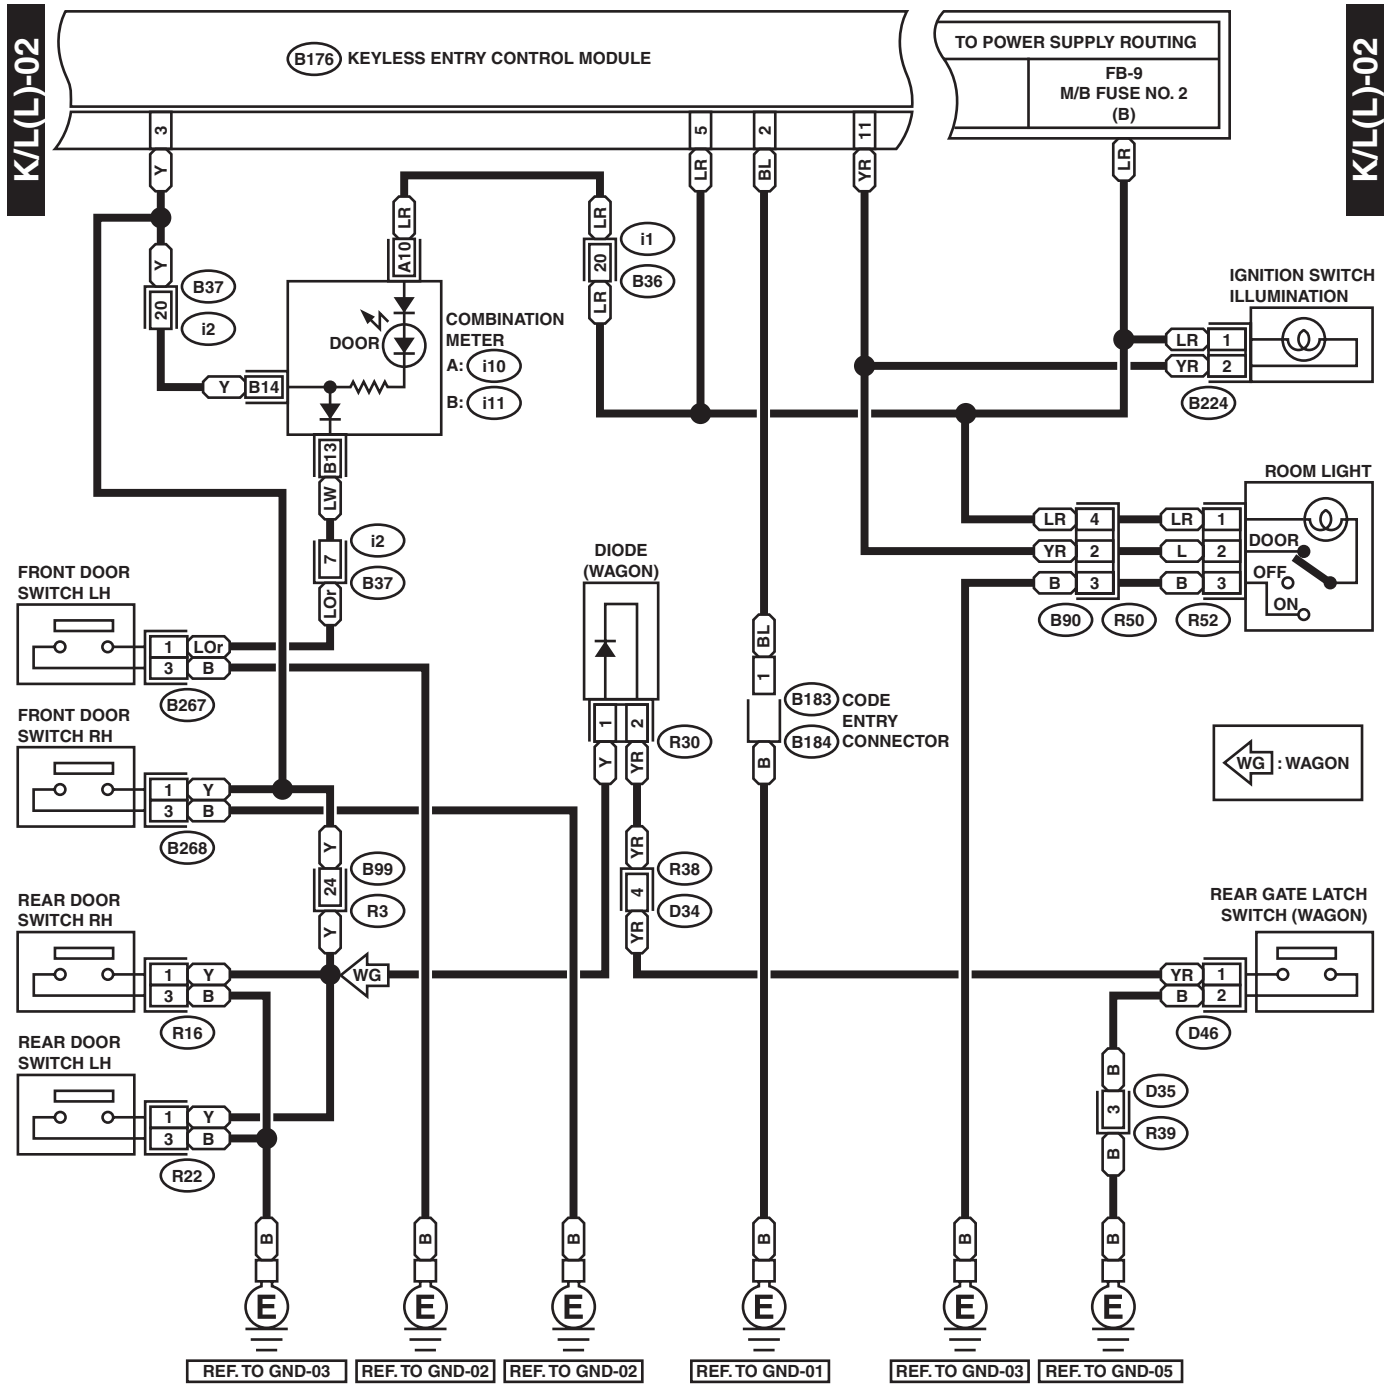 K/L(L)-02
K/L(L)-02
B176 KEYLESS ENTRY CONTROL MODULE
TO POWER SUPPLY ROUTING
FB-9
M/B FUSE NO. 2
(B)
3
5
2
11
Y
LR
BL
YR
LR
LR
LR
A10
20
i1
B36
LR
Y
20
B37
i2
Y B14
DOOR
COMBINATION
METER
A: i10
B: i11
B13
LW
7
i2
B37
LOr
IGNITION SWITCH
ILLUMINATION
LR 1
YR 2
B224
ROOM LIGHT
LR 4 LR 1
YR 2 L 2
B 3 B 3
DOOR
OFF
ON
B90 R50 R52
FRONT DOOR
SWITCH LH
1 LOr
3 B
B267
FRONT DOOR
SWITCH RH
1 Y
3 B
B268
DIODE
(WAGON)
1 2
R30
Y YR
YR
4
R38
D34
YR
BL
1
B183 CODE
ENTRY
B184 CONNECTOR
B
WG : WAGON
Y
24
B99
R3
Y
WG
REAR DOOR
SWITCH RH
1 Y
3 B
R16
REAR DOOR
SWITCH LH
1 Y
3 B
R22
REAR GATE LATCH
SWITCH (WAGON)
YR 1
B 2
D46
B
3
D35
R39
B
B B B B B B
E E E E E E
REF. TO GND-03 REF. TO GND-02 REF. TO GND-02 REF. TO GND-01 REF. TO GND-03 REF. TO GND-05